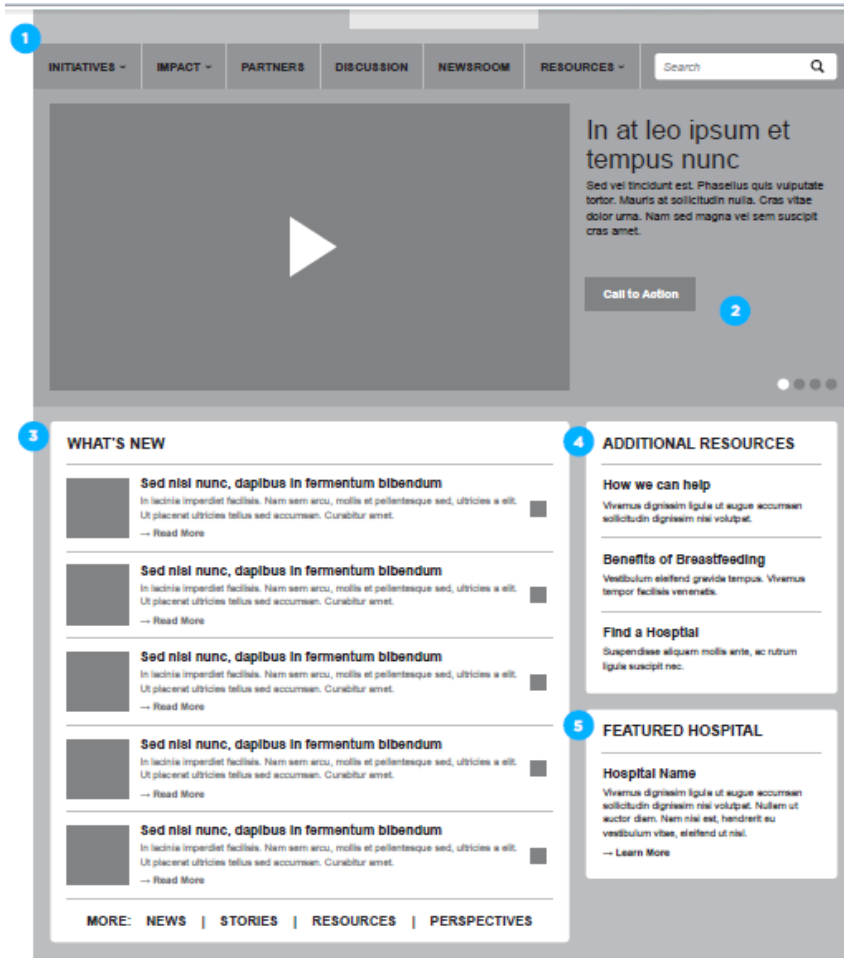 1
INITIATIVES
IMPACT
PARTNERS
DISCUSSION
NEWSROOM
RESOURCES
Search
In at leo ipsum et
tempus nunc
Sed vel tincidunt est. Phasellus quis vulputate
tortor. Mauris at sollicitudin nulla. Cras vitae
dolor urna. Nam sed magna vel sem suscipit
cras amet.
Call to Action
2
3
WHAT'S NEW
Sed nisl nunc, dapibus in fermentum bibendum
In lacinia imperdiet facilisis. Nam sem arcu, mollis et pellentesque sed, ultricies a elit.
Ut placerat ultricies tellus sed accumsan. Curabitur amet.
→ Read More
Sed nisl nunc, dapibus in fermentum bibendum
In lacinia imperdiet facilisis. Nam sem arcu, mollis et pellentesque sed, ultricies a elit.
Ut placerat ultricies tellus sed accumsan. Curabitur amet.
→ Read More
Sed nisl nunc, dapibus in fermentum bibendum
In lacinia imperdiet facilisis. Nam sem arcu, mollis et pellentesque sed, ultricies a elit.
Ut placerat ultricies tellus sed accumsan. Curabitur amet.
→ Read More
Sed nisl nunc, dapibus in fermentum bibendum
In lacinia imperdiet facilisis. Nam sem arcu, mollis et pellentesque sed, ultricies a elit.
Ut placerat ultricies tellus sed accumsan. Curabitur amet.
→ Read More
Sed nisl nunc, dapibus in fermentum bibendum
In lacinia imperdiet facilisis. Nam sem arcu, mollis et pellentesque sed, ultricies a elit.
Ut placerat ultricies tellus sed accumsan. Curabitur amet.
→ Read More
MORE: NEWS | STORIES | RESOURCES | PERSPECTIVES
4
ADDITIONAL RESOURCES
How we can help
Vivamus dignissim ligula ut augue accumsan
sollicitudin dignissim nisi volutpat.
Benefits of Breastfeeding
Vestibulum eleifend gravida tempus. Vivamus
tempor facilisis venenatis.
Find a Hosptial
Suspendisse aliquam mollis ante, ac rutrum
ligula suscipit nec.
5
FEATURED HOSPITAL
Hospital Name
Vivamus dignissim ligula ut augue accumsan
sollicitudin dignissim nisi volutpat. Nullam ut
auctor diam. Nam nisi est, hendrerit eu
vestibulum vitae, eleifend ut nisl.
→ Learn More